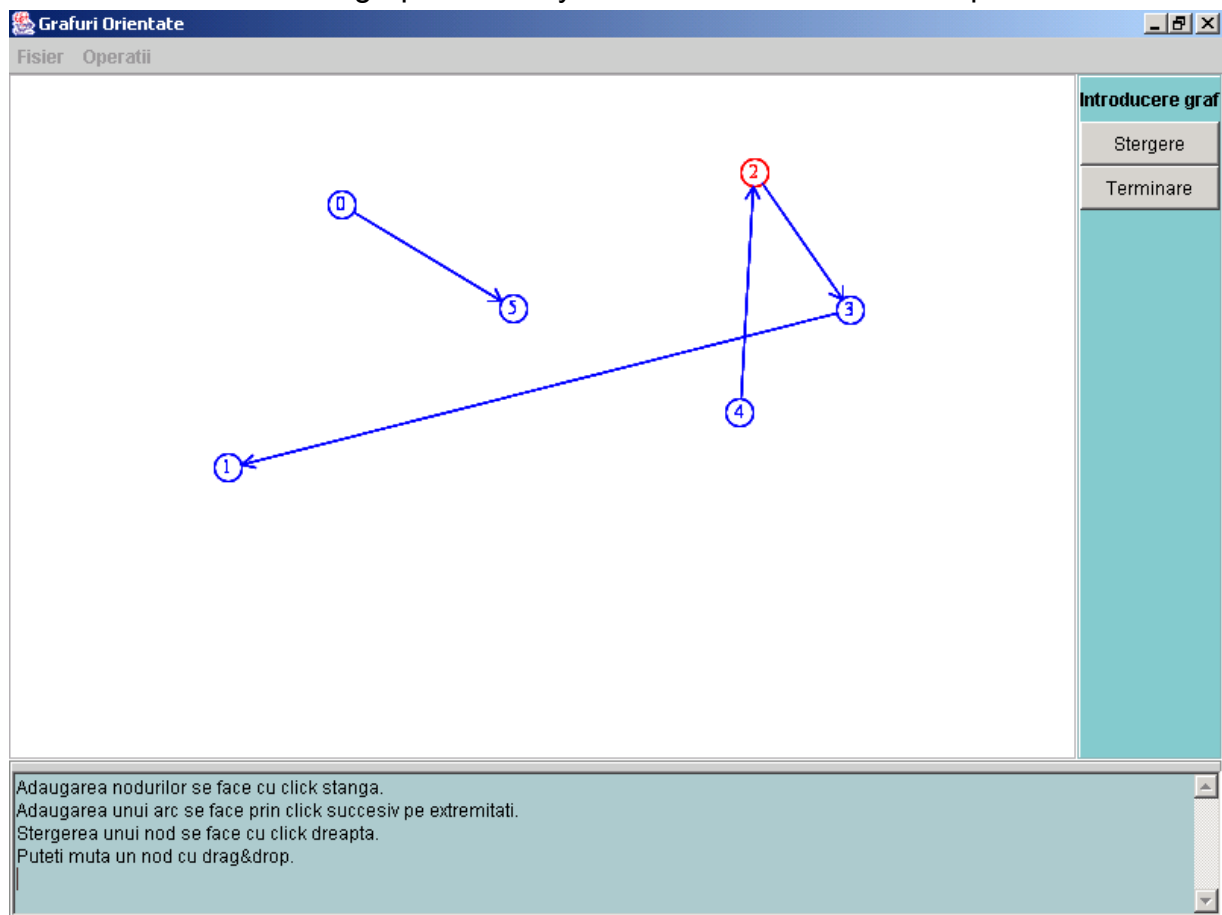 Grafuri Orientate
Fisier Operatii
Introducere graf
Stergere
Terminare
2
0
5
3
4
1
Adaugarea nodurilor se face cu click stanga.
Adaugarea unui arc se face prin click succesiv pe extremitati.
Stergerea unui nod se face cu click dreapta.
Puteti muta un nod cu drag&drop.